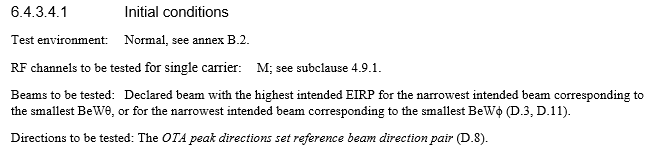 6.4.3.4.1 Initial conditions
Test environment: Normal, see annex B.2.
RF channels to be tested for single carrier: M; see subclause 4.9.1.
Beams to be tested: Declared beam with the highest intended EIRP for the narrowest intended beam corresponding to
the smallest BeWθ, or for the narrowest intended beam corresponding to the smallest BeWϕ (D.3, D.11).
Directions to be tested: The OTA peak directions set reference beam direction pair (D.8).